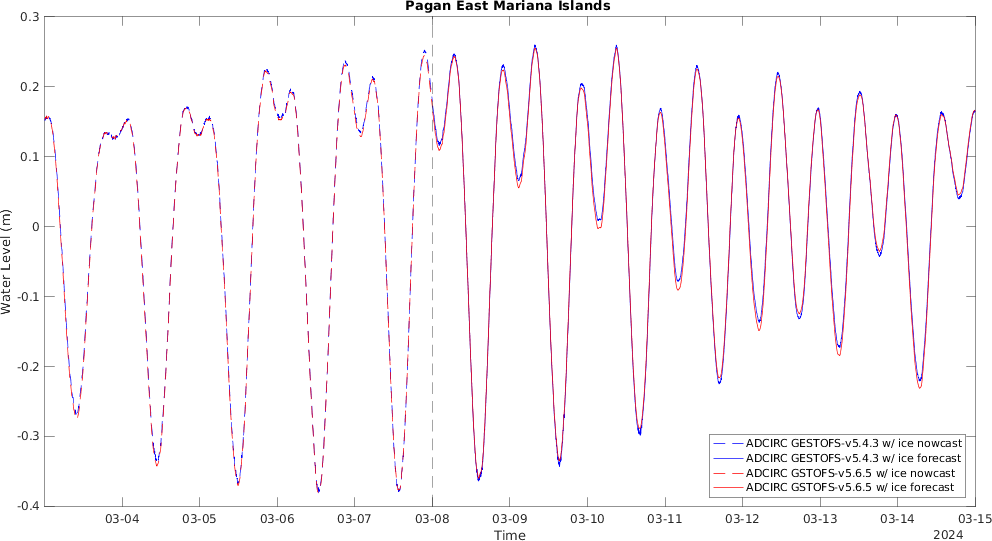 Pagan East Mariana Islands
0.3
0.2
0.1
0
-0.1
-0.2
-0.3
-0.4
Water Level (m)
ADCIRC GESTOFS-v5.4.3 w/ ice nowcast
ADCIRC GESTOFS-v5.4.3 w/ ice forecast
ADCIRC GSTOFS-v5.6.5 w/ ice nowcast
ADCIRC GSTOFS-v5.6.5 w/ ice forecast
03-04 03-05 03-06 03-07 03-08 03-09 03-10 03-11 03-12 03-13 03-14 03-15
Time
2024